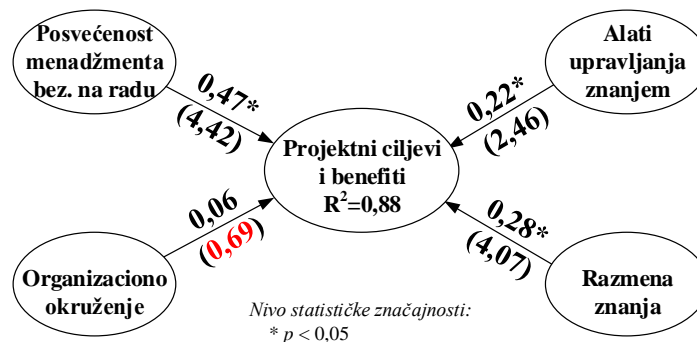 Posvećenost
menadžmenta
bez. na radu
0,47*
(4,42)
Alati
upravljanja
znanjem
0,22*
(2,46)
Projektni ciljevi
i benefiti
R²=0,88
Organizaciono
okruženje
0,06
(0,69)
Razmena
znanja
0,28*
(4,07)
Nivo statističke značajnosti:
* p < 0,05